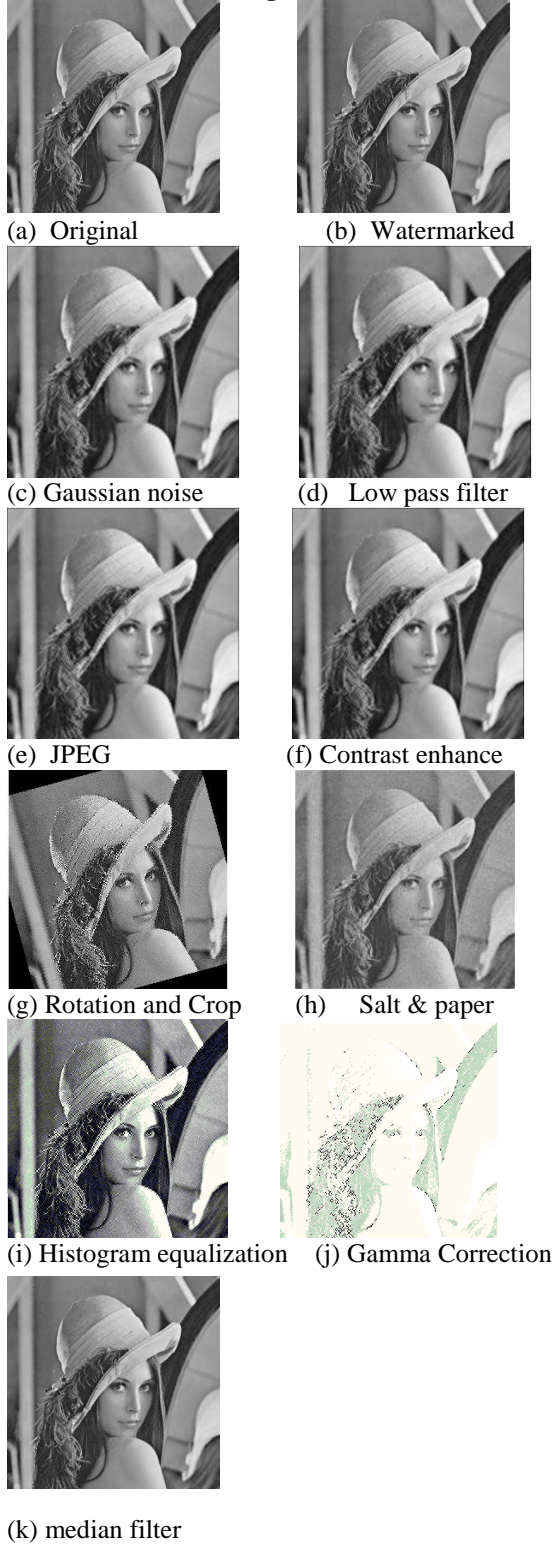 (a) Original (b) Watermarked
(c) Gaussian noise (d) Low pass filter
(e) JPEG (f) Contrast enhance
(g) Rotation and Crop (h) Salt & paper
(i) Histogram equalization (j) Gamma Correction
(k) median filter